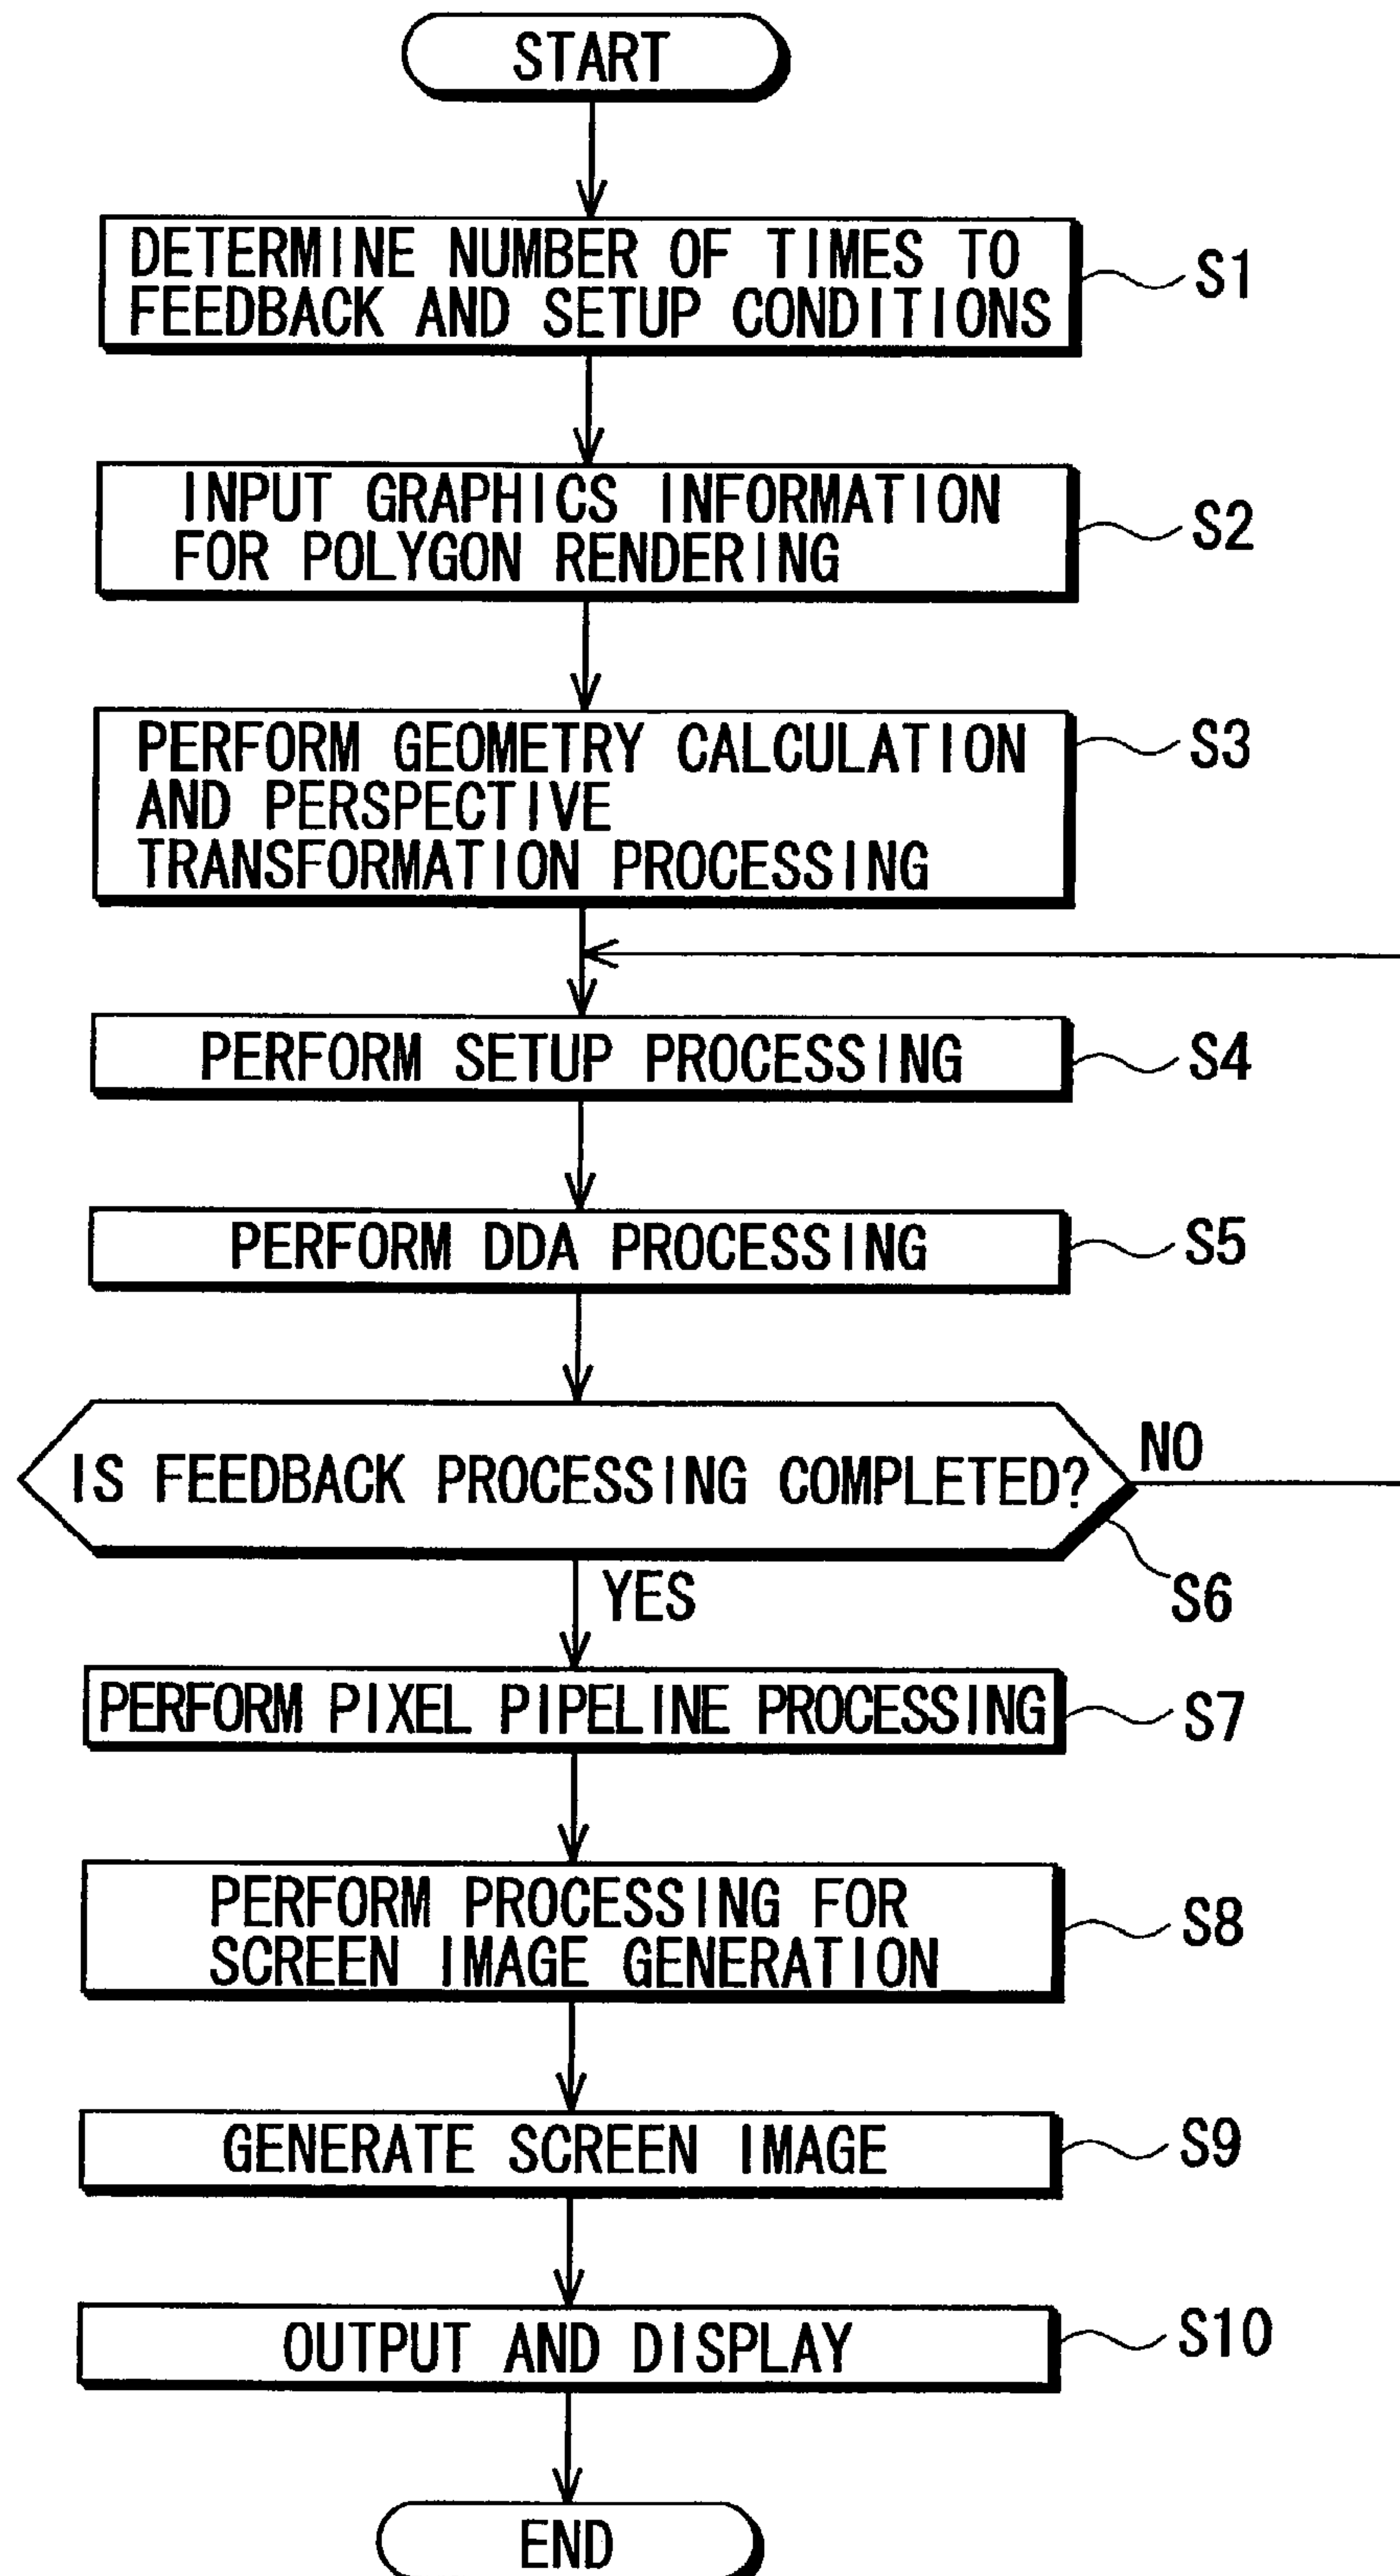 START
DETERMINE NUMBER OF TIMES TO
FEEDBACK AND SETUP CONDITIONS
S1
INPUT GRAPHICS INFORMATION
FOR POLYGON RENDERING
S2
PERFORM GEOMETRY CALCULATION
AND PERSPECTIVE
TRANSFORMATION PROCESSING
S3
PERFORM SETUP PROCESSING
S4
PERFORM DDA PROCESSING
S5
IS FEEDBACK PROCESSING COMPLETED?
NO
S6
YES
PERFORM PIXEL PIPELINE PROCESSING
S7
PERFORM PROCESSING FOR
SCREEN IMAGE GENERATION
S8
GENERATE SCREEN IMAGE
S9
OUTPUT AND DISPLAY
S10
END